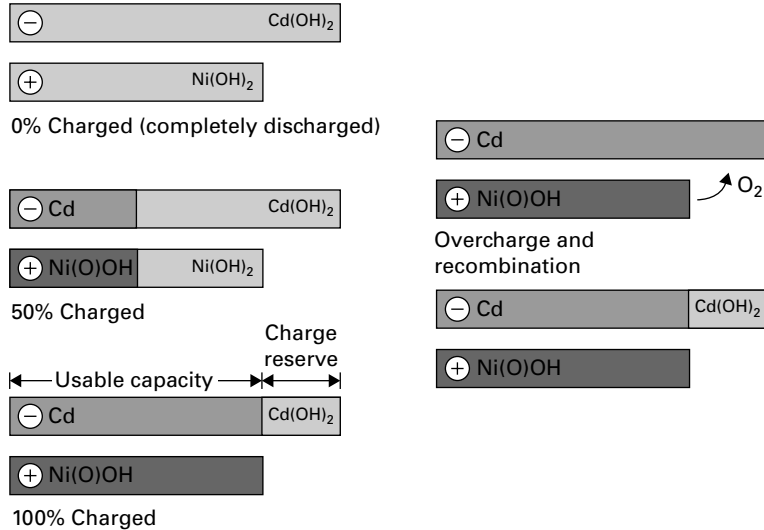 − Cd(OH)₂
+ Ni(OH)₂
0% Charged (completely discharged)
− Cd Cd(OH)₂
+ Ni(O)OH Ni(OH)₂
50% Charged
Charge
reserve
Usable capacity
− Cd Cd(OH)₂
+ Ni(O)OH
100% Charged
− Cd
+ Ni(O)OH O₂
Overcharge and
recombination
− Cd Cd(OH)₂
+ Ni(O)OH